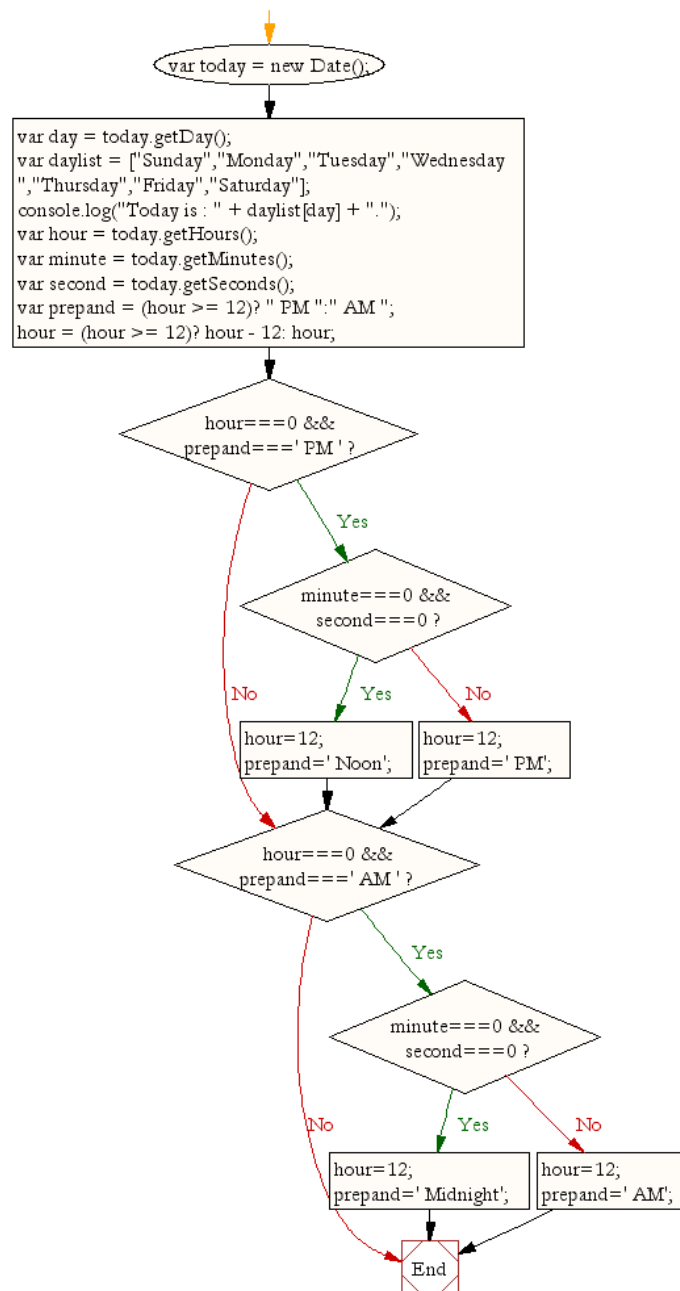 var today = new Date();
var day = today.getDay();
var daylist = ["Sunday","Monday","Tuesday","Wednesday
","Thursday","Friday","Saturday"];
console.log("Today is : " + daylist[day] + ".");
var hour = today.getHours();
var minute = today.getMinutes();
var second = today.getSeconds();
var prepand = (hour >= 12)? " PM ":" AM ";
hour = (hour >= 12)? hour - 12: hour;
hour===0 &&
prepand===' PM ' ?
Yes
minute===0 &&
second===0 ?
No
Yes
No
hour=12;
prepand=' Noon';
hour=12;
prepand=' PM';
hour===0 &&
prepand===' AM ' ?
Yes
minute===0 &&
second===0 ?
No
Yes
No
hour=12;
prepand=' Midnight';
hour=12;
prepand=' AM';
End